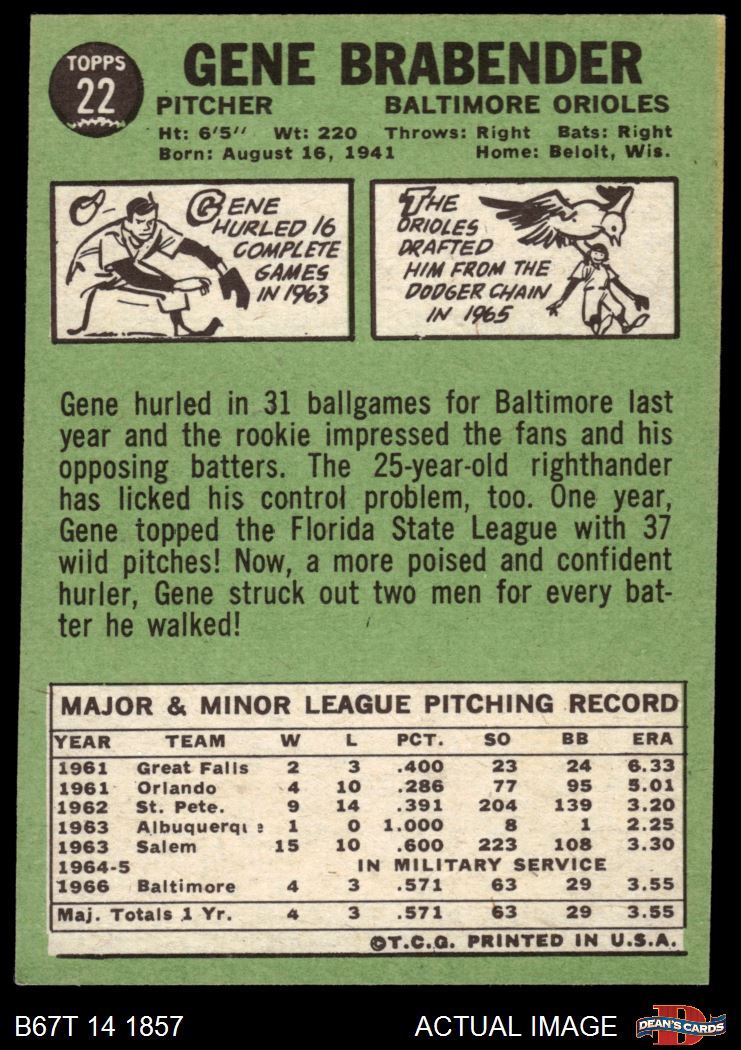 TOPPS
22
GENE BRABENDER
PITCHER BALTIMORE ORIOLES
Ht: 6'5" Wt: 220 Throws: Right Bats: Right
Born: August 16, 1941 Home: Beloit, Wis.
GENE
HURLED 16
COMPLETE
GAMES
IN 1963
THE
ORIOLES
DRAFTED
HIM FROM THE
DODGER CHAIN
IN 1965
Gene hurled in 31 ballgames for Baltimore last
year and the rookie impressed the fans and his
opposing batters. The 25-year-old righthander
has licked his control problem, too. One year,
Gene topped the Florida State League with 37
wild pitches! Now, a more poised and confident
hurler, Gene struck out two men for every bat-
ter he walked!
MAJOR & MINOR LEAGUE PITCHING RECORD
YEAR TEAM W L PCT. SO BB ERA
1961 Great Falls 2 3 .400 23 24 6.33
1961 Orlando 4 10 .286 77 95 5.01
1962 St. Pete. 9 14 .391 204 139 3.20
1963 Albuquerque 1 0 1.000 8 1 2.25
1963 Salem 15 10 .600 223 108 3.30
1964-5 IN MILITARY SERVICE
1966 Baltimore 4 3 .571 63 29 3.55
Maj. Totals 1 Yr. 4 3 .571 63 29 3.55
©T.C.G. PRINTED IN U.S.A.
B67T 14 1857 ACTUAL IMAGE
DEAN'S CARDS